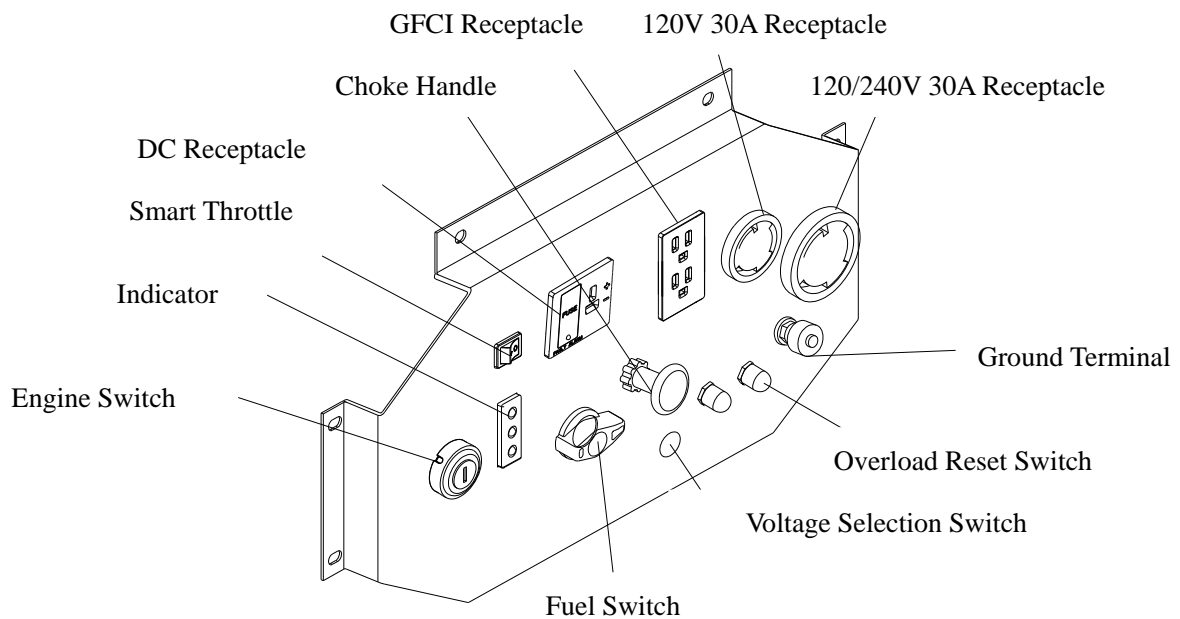 GFCI Receptacle
120V 30A Receptacle
Choke Handle
120/240V 30A Receptacle
DC Receptacle
Smart Throttle
Indicator
Engine Switch
FUSE
Ground Terminal
Overload Reset Switch
Voltage Selection Switch
Fuel Switch